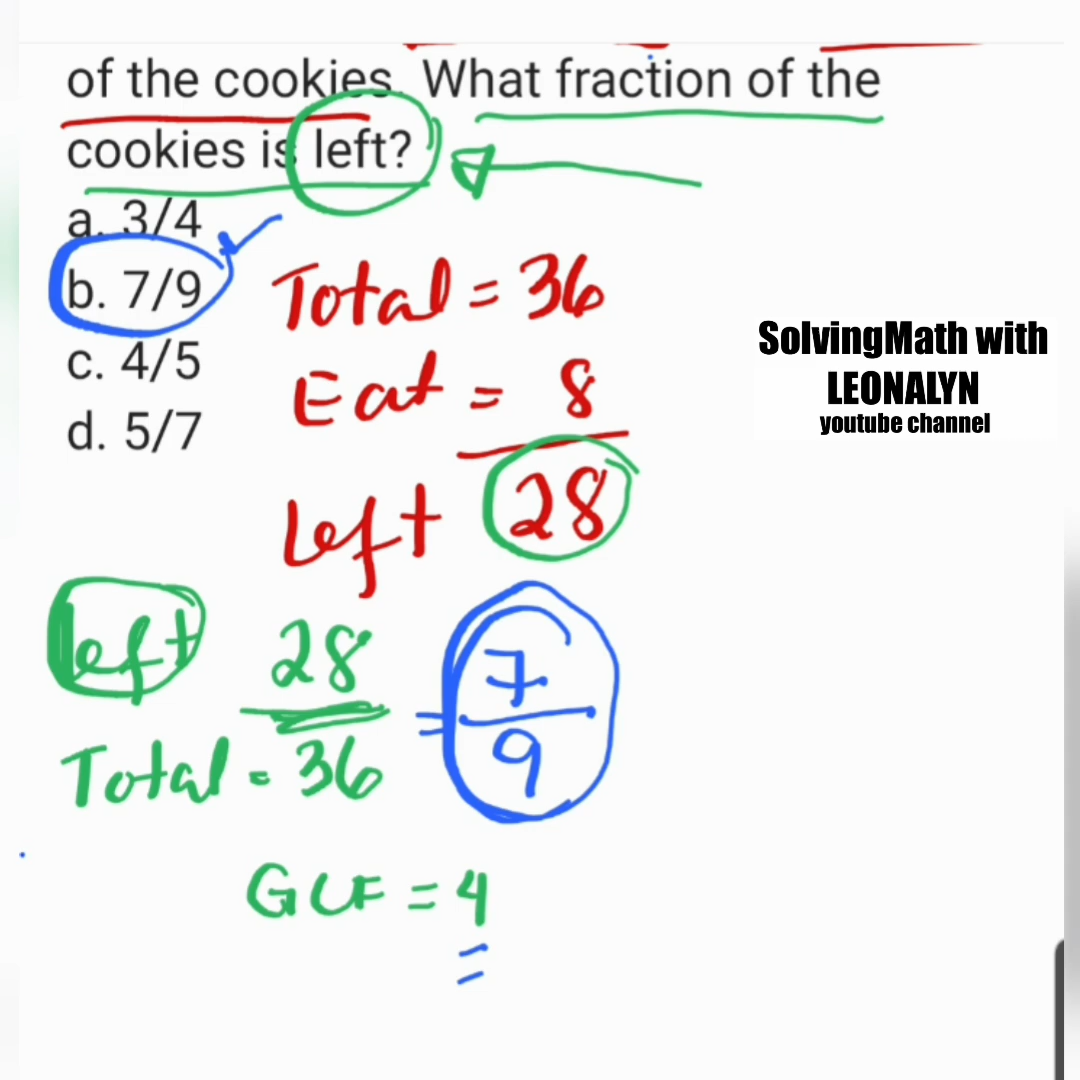 of the cookies. What fraction of the
cookies is left?
a. 3/4
b. 7/9
c. 4/5
d. 5/7
Total = 36
Eat = 8
Left 28
SolvingMath with
LEONALYN
youtube channel
Left 28
Total = 36
= 7
9
GCF = 4